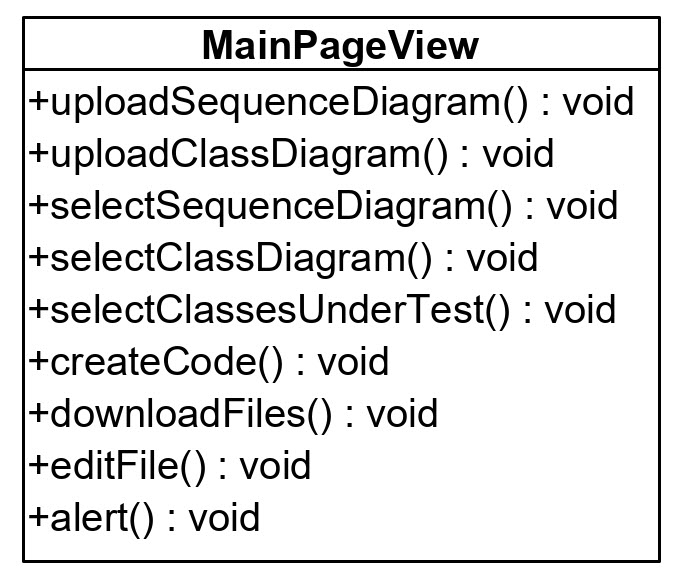 MainPageView
+uploadSequenceDiagram() : void
+uploadClassDiagram() : void
+selectSequenceDiagram() : void
+selectClassDiagram() : void
+selectClassesUnderTest() : void
+createCode() : void
+downloadFiles() : void
+editFile() : void
+alert() : void